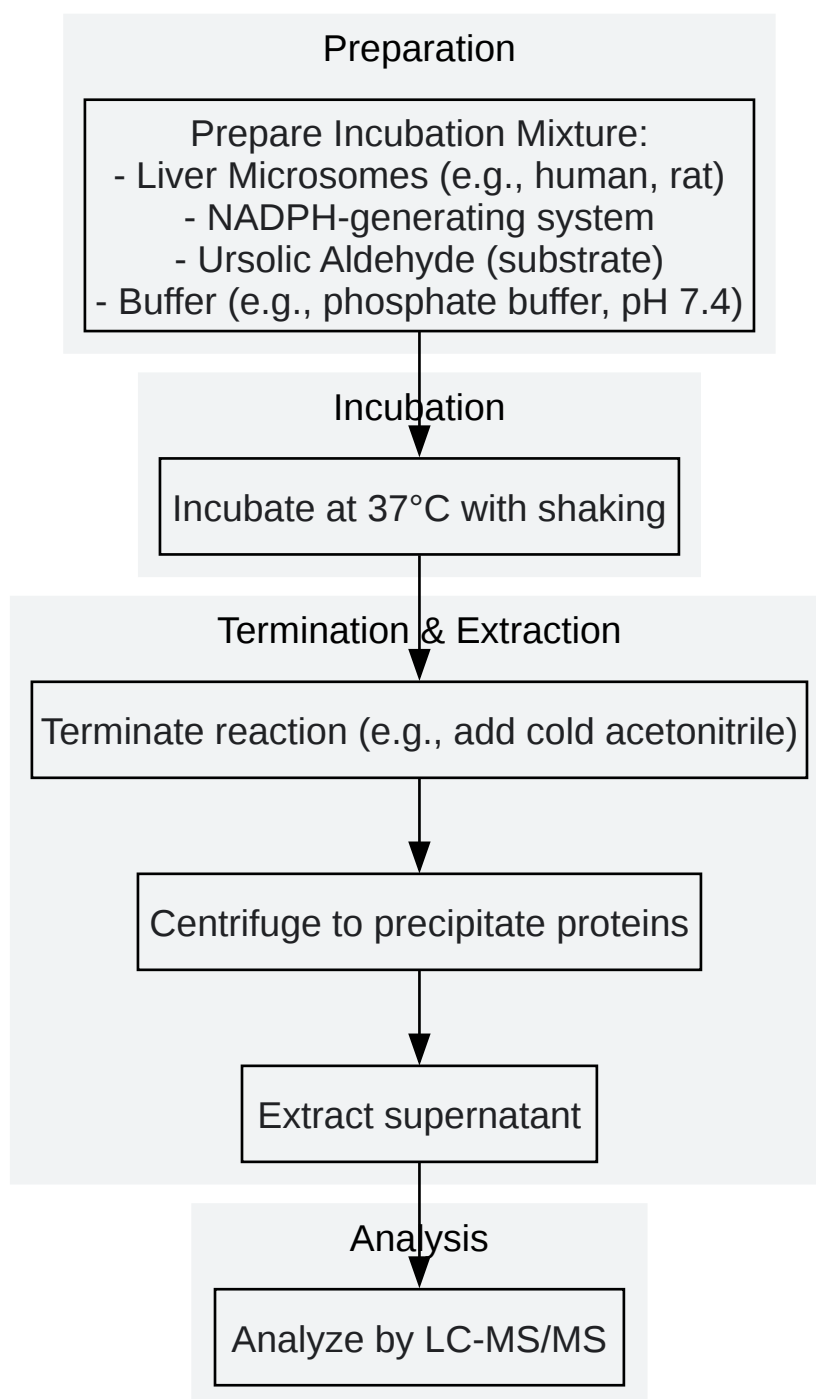 Preparation
Prepare Incubation Mixture:
- Liver Microsomes (e.g., human, rat)
- NADPH-generating system
- Ursolic Aldehyde (substrate)
- Buffer (e.g., phosphate buffer, pH 7.4)
Incubation
Incubate at 37°C with shaking
Termination & Extraction
Terminate reaction (e.g., add cold acetonitrile)
Centrifuge to precipitate proteins
Extract supernatant
Analysis
Analyze by LC-MS/MS